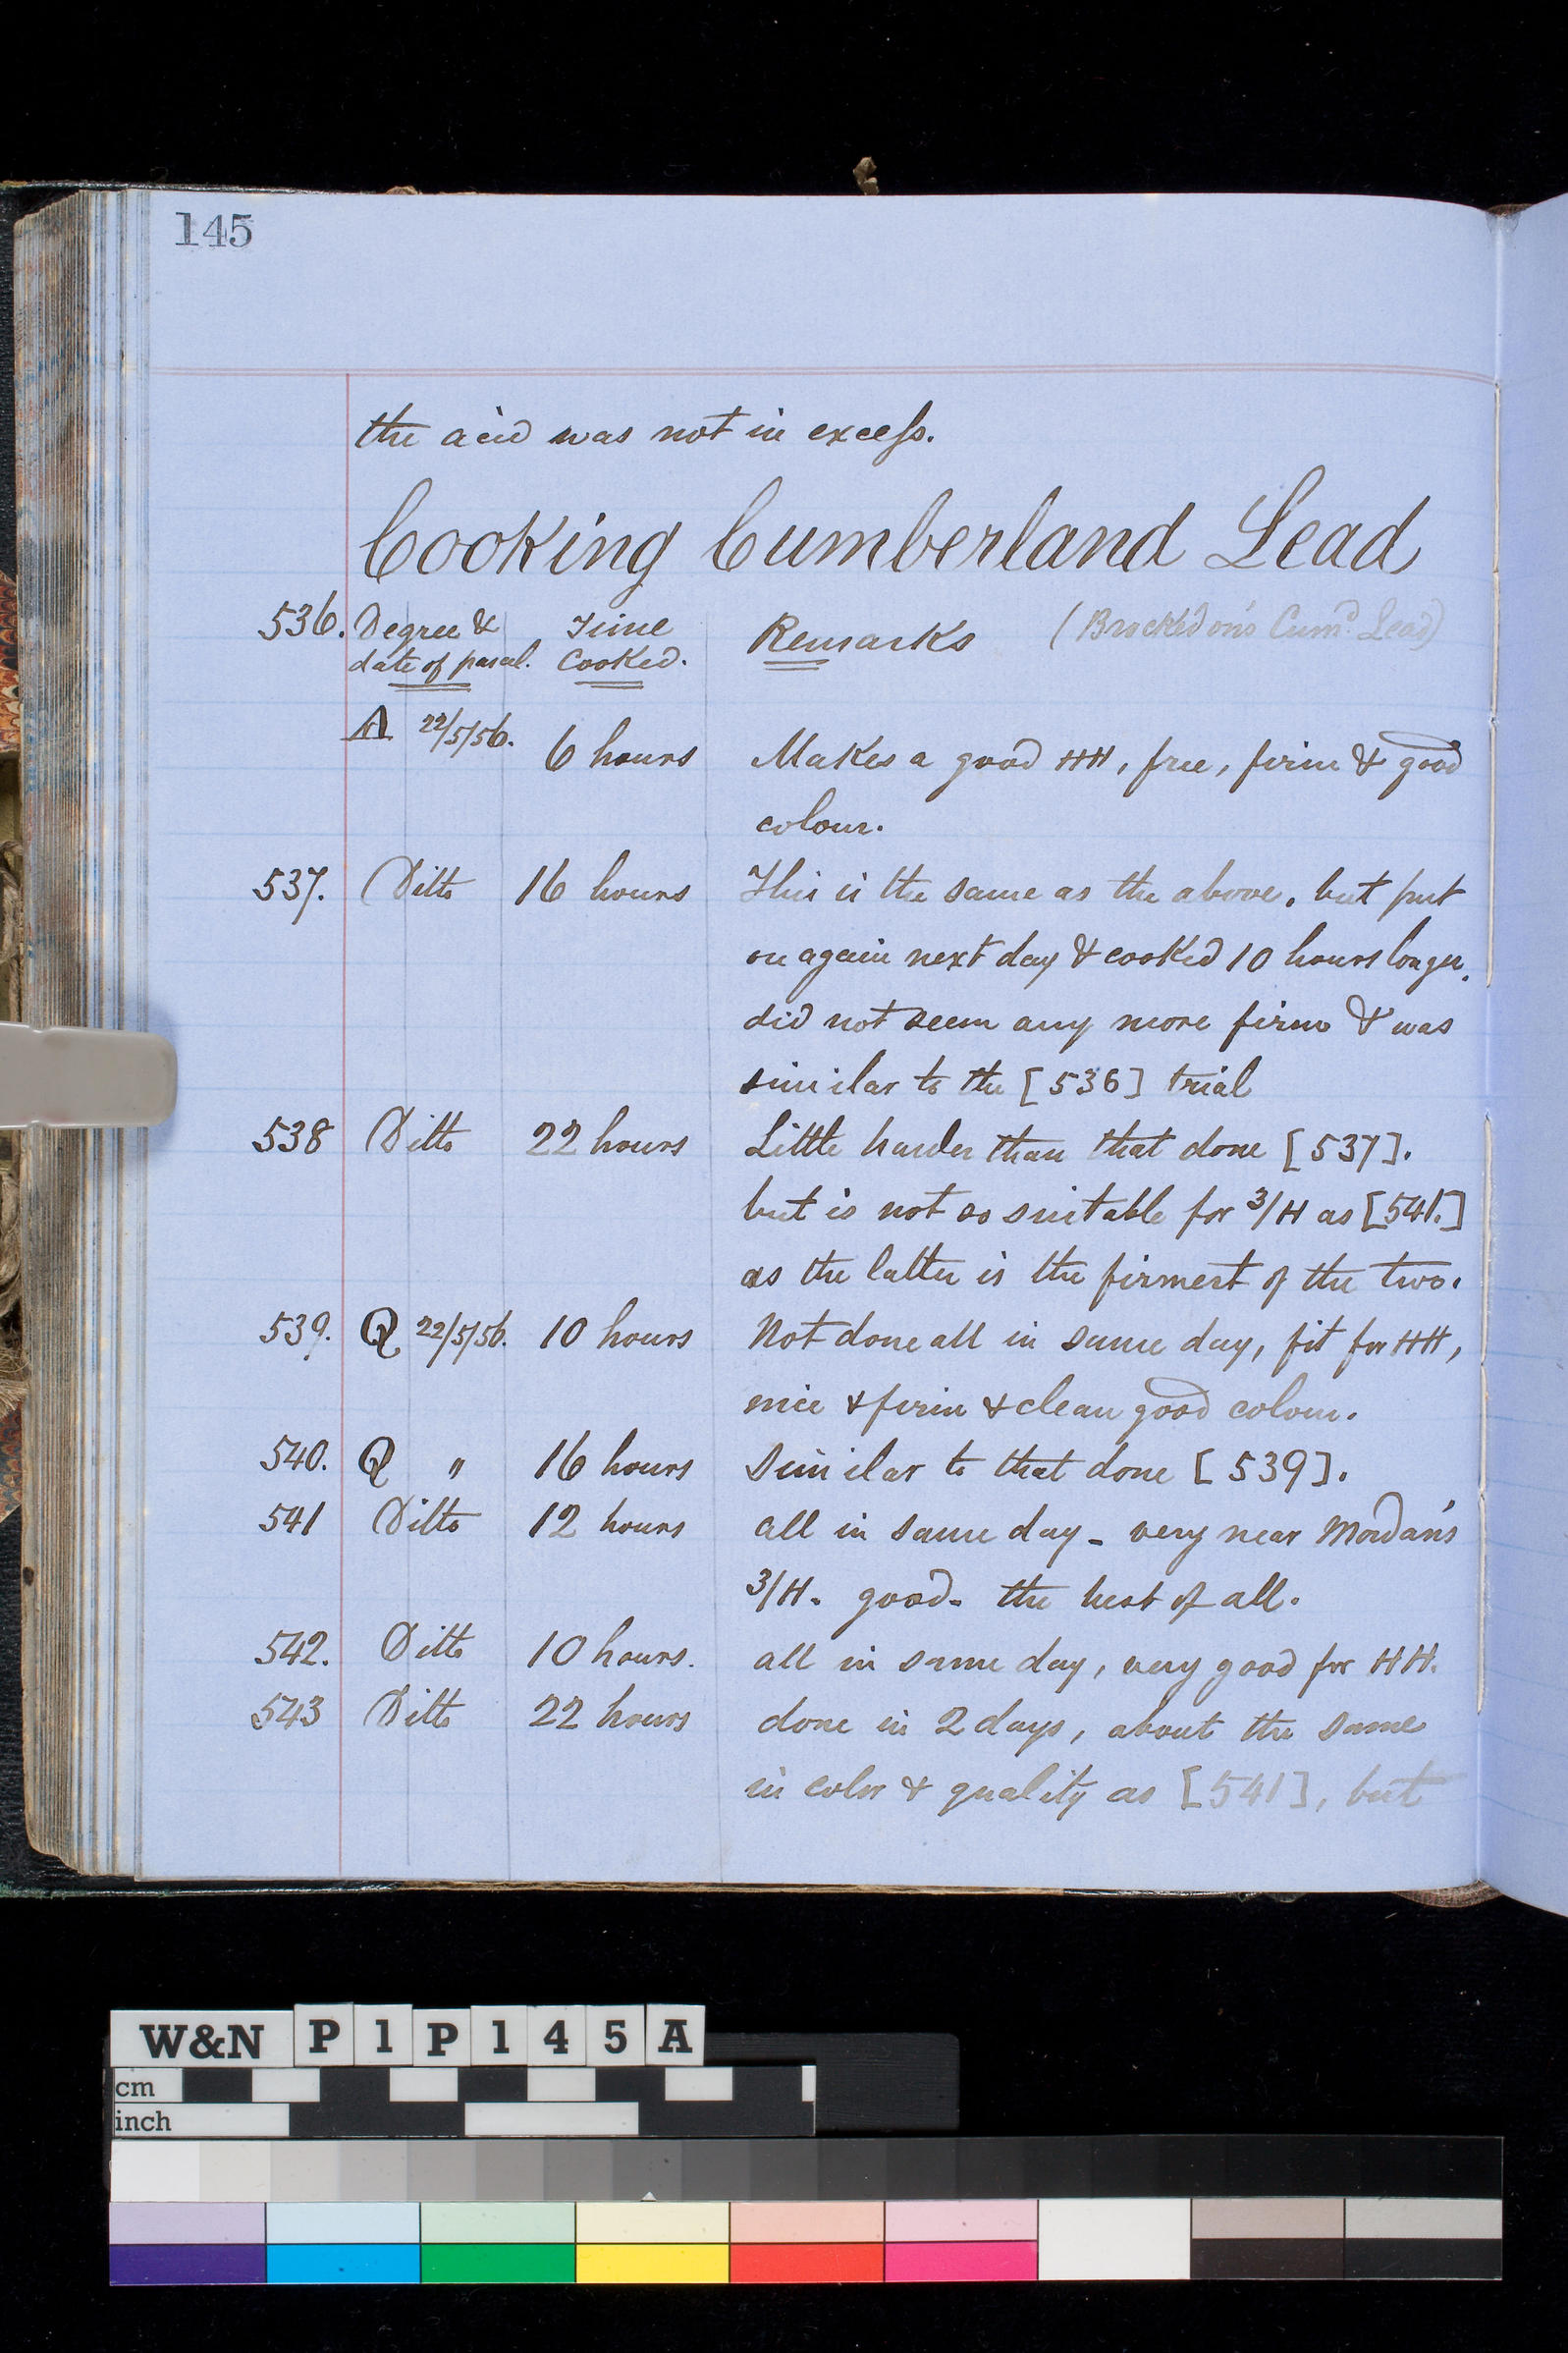 145
the acid was not in excess.
Cooking Cumberland Lead
536. Degree & Time Remarks (Brockedon's Cumd. Lead)
date of parcel. Cooked.
A 22/5/56. 6 hours Makes a good HH, free, firm & good
colour.
537. Ditto 16 hours This is the same as the above, but put
on again next day & cooked 10 hours longer,
did not seem any more firm & was
similar to the [536] trial
538 Ditto 22 hours Little harder than that done [537].
but is not so suitable for 3/H as [541.]
as the latter is the firmest of the two.
539. Q 22/5/56. 10 hours Not done all in same day, fit for HH,
nice & firm & clean good colour.
540. Q " 16 hours Similar to that done [539].
541 Ditto 12 hours all in same day - very near Mordan's
3/H. good - the best of all.
542. Ditto 10 hours. all in same day, very good for HH.
543 Ditto 22 hours done in 2 days, about the same
in color & quality as [541], but
W&N P1P145A
cm
inch